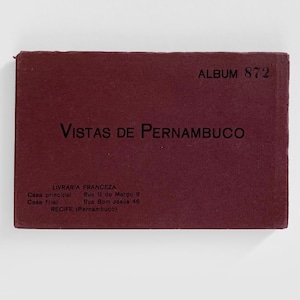 ALBUM 872
VISTAS DE PERNAMBUCO
LIVRARIA FRANCEZA
Casa principal : Rua 1º de Março 9
Casa filial : Rua Bom Jesus 46
RECIFE (Pernambuco)